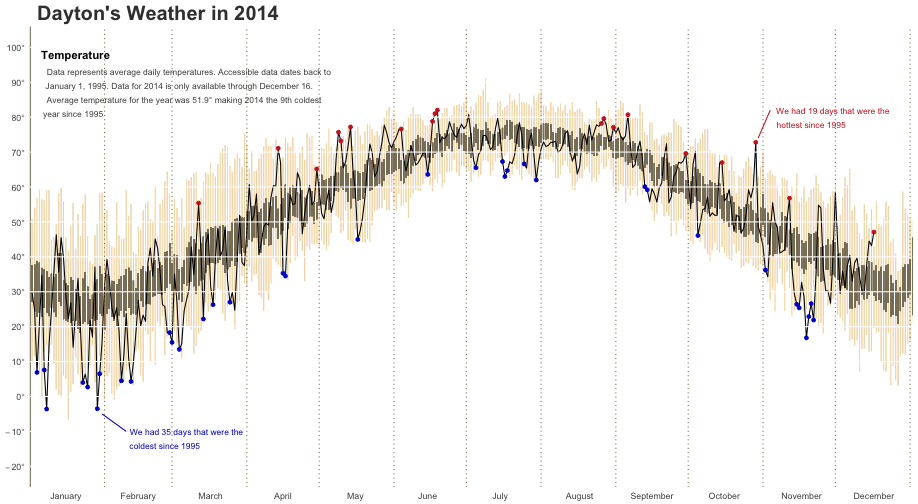 Dayton's Weather in 2014
100°
Temperature
Data represents average daily temperatures. Accessible data dates back to
January 1, 1995. Data for 2014 is only available through December 16.
Average temperature for the year was 51.9° making 2014 the 9th coldest
year since 1995
We had 19 days that were the
hottest since 1995
90°
80°
70°
60°
50°
40°
30°
20°
10°
0°
−10°
−20°
We had 35 days that were the
coldest since 1995
January February March April May June July August September October November December